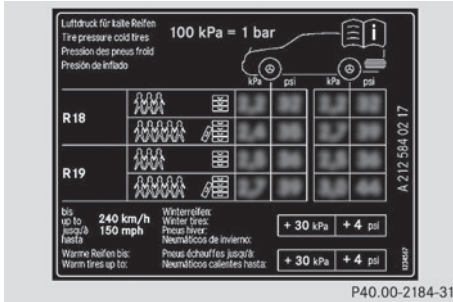 Luftdruck für kalte Reifen
Tire pressure cold tires
Pression des pneus froid
Presión de inflado
100 kPa = 1 bar
i
kPa psi kPa psi
R18
R19
A 212 584 02 17
bis
up to
jusqu'à
hasta
240 km/h
150 mph
Winterreifen:
Winter tires:
Pneus hiver:
Neumáticos de invierno:
+ 30 kPa + 4 psi
Warme Reifen bis:
Warm tires up to:
Pneus échauffes jusqu'à:
Neumáticos calientes hasta:
+ 30 kPa + 4 psi
1234567
P40.00-2184-31